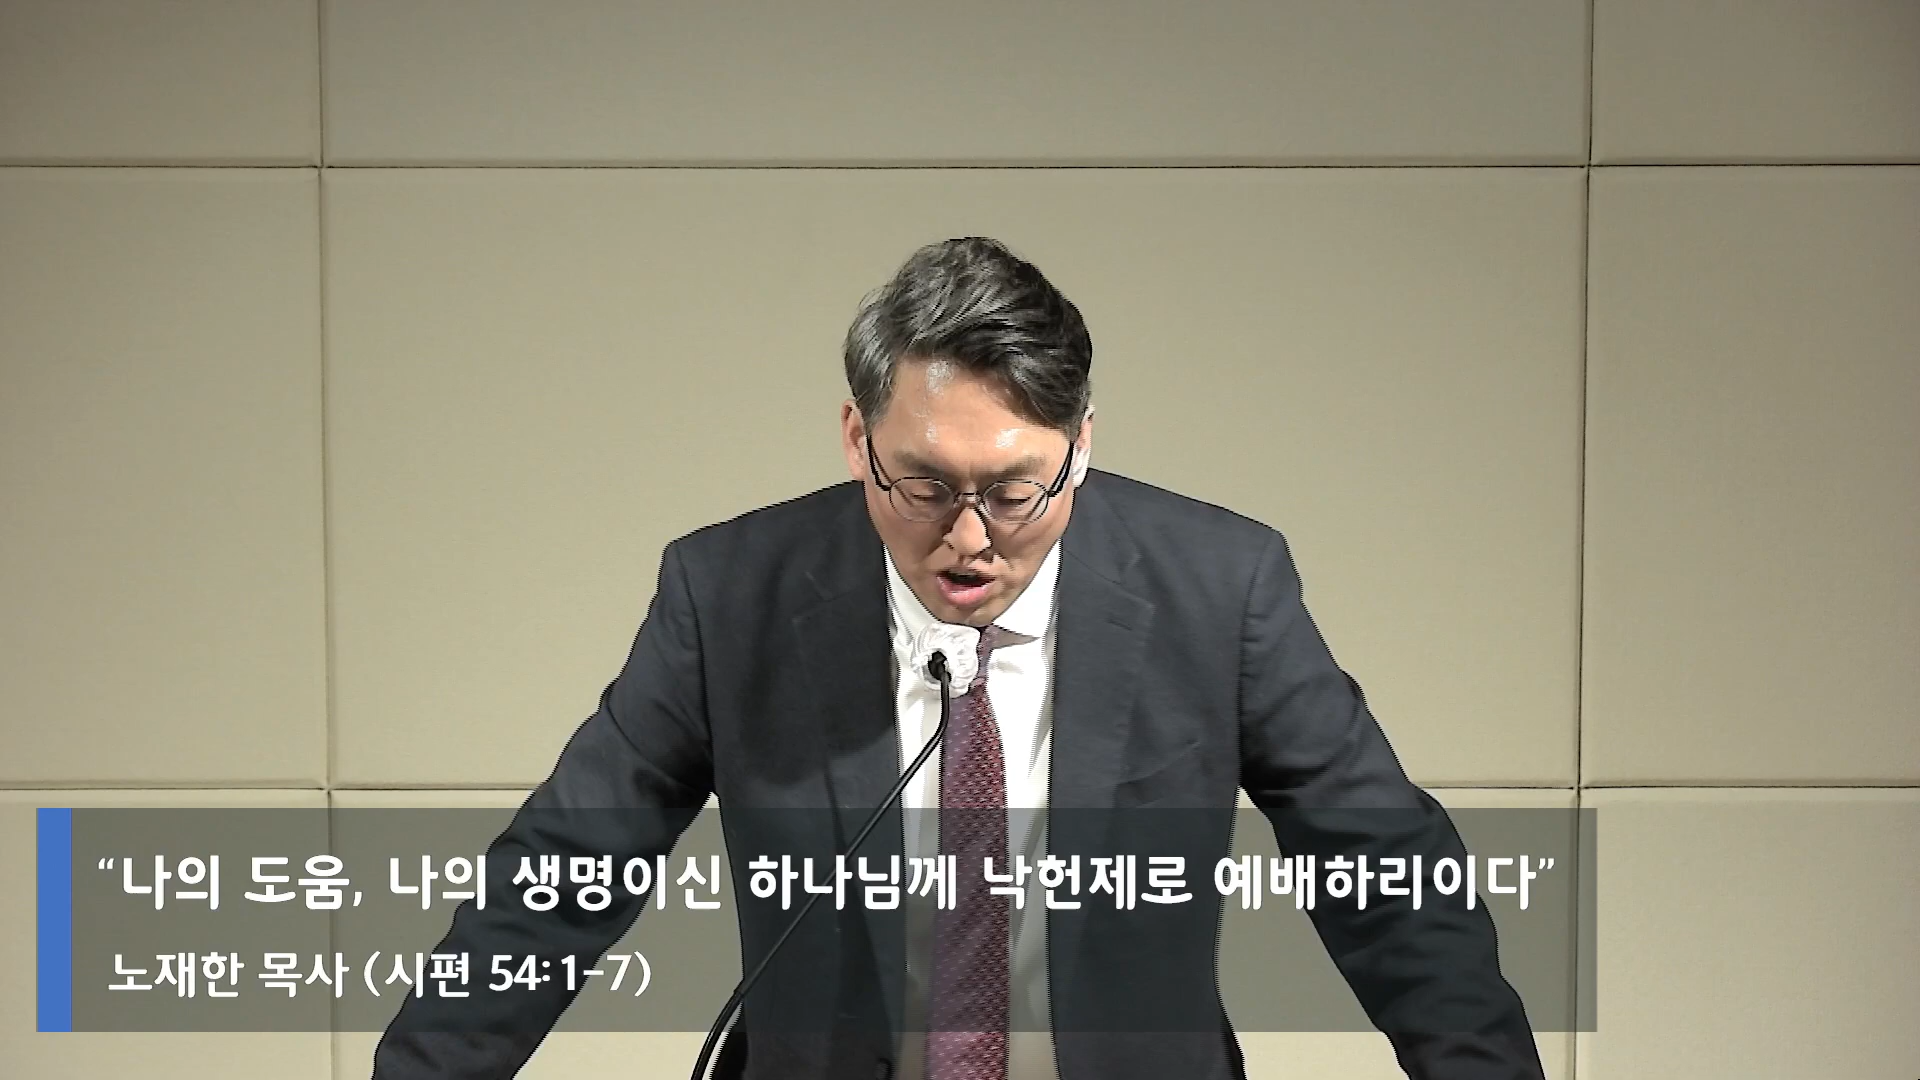 “나의 도움, 나의 생명이신 하나님께 낙헌제로 예배하리이다”
노재한 목사 (시편 54:1-7)